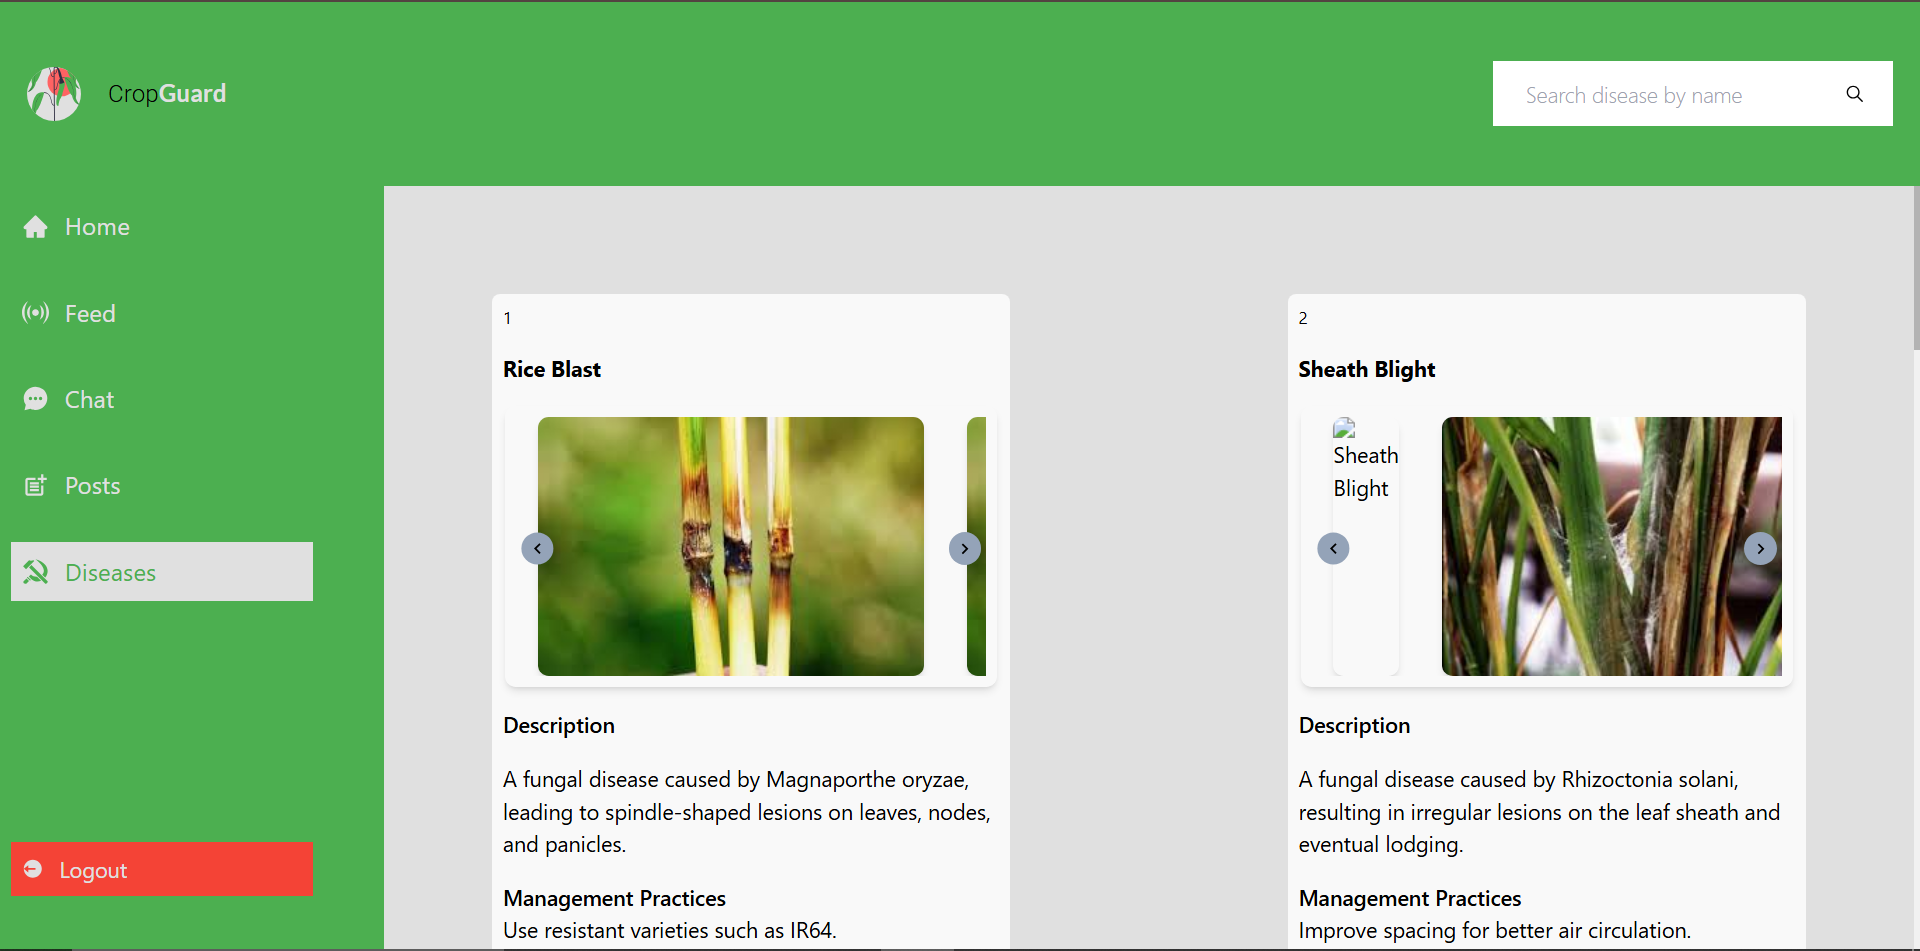 CropGuard
Search disease by name
Home
Feed
Chat
Posts
Diseases
Logout
1
Rice Blast
Description
A fungal disease caused by Magnaporthe oryzae,
leading to spindle-shaped lesions on leaves, nodes,
and panicles.
Management Practices
Use resistant varieties such as IR64.
2
Sheath Blight
Sheath
Blight
Description
A fungal disease caused by Rhizoctonia solani,
resulting in irregular lesions on the leaf sheath and
eventual lodging.
Management Practices
Improve spacing for better air circulation.